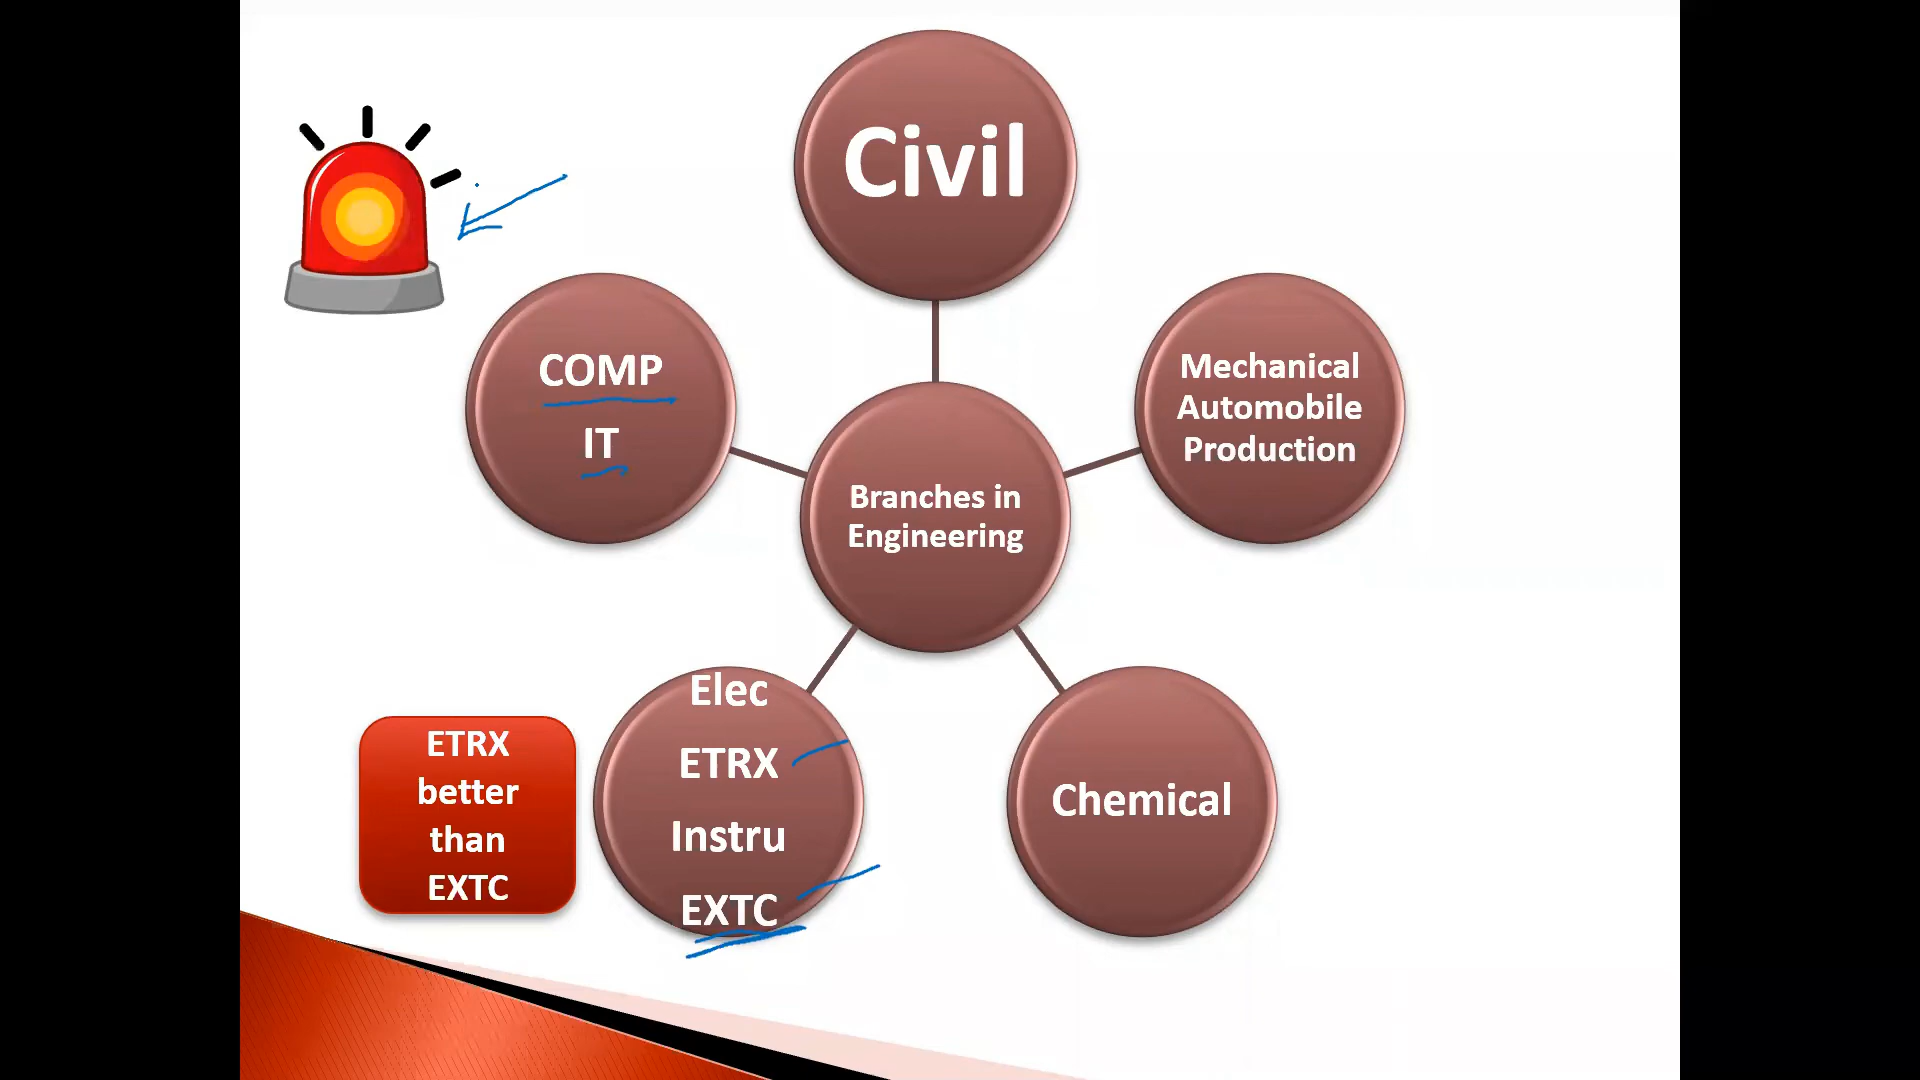 Civil
COMP
IT
Mechanical
Automobile
Production
Branches in
Engineering
ETRX
better
than
EXTC
Elec
ETRX
Instru
EXTC
Chemical